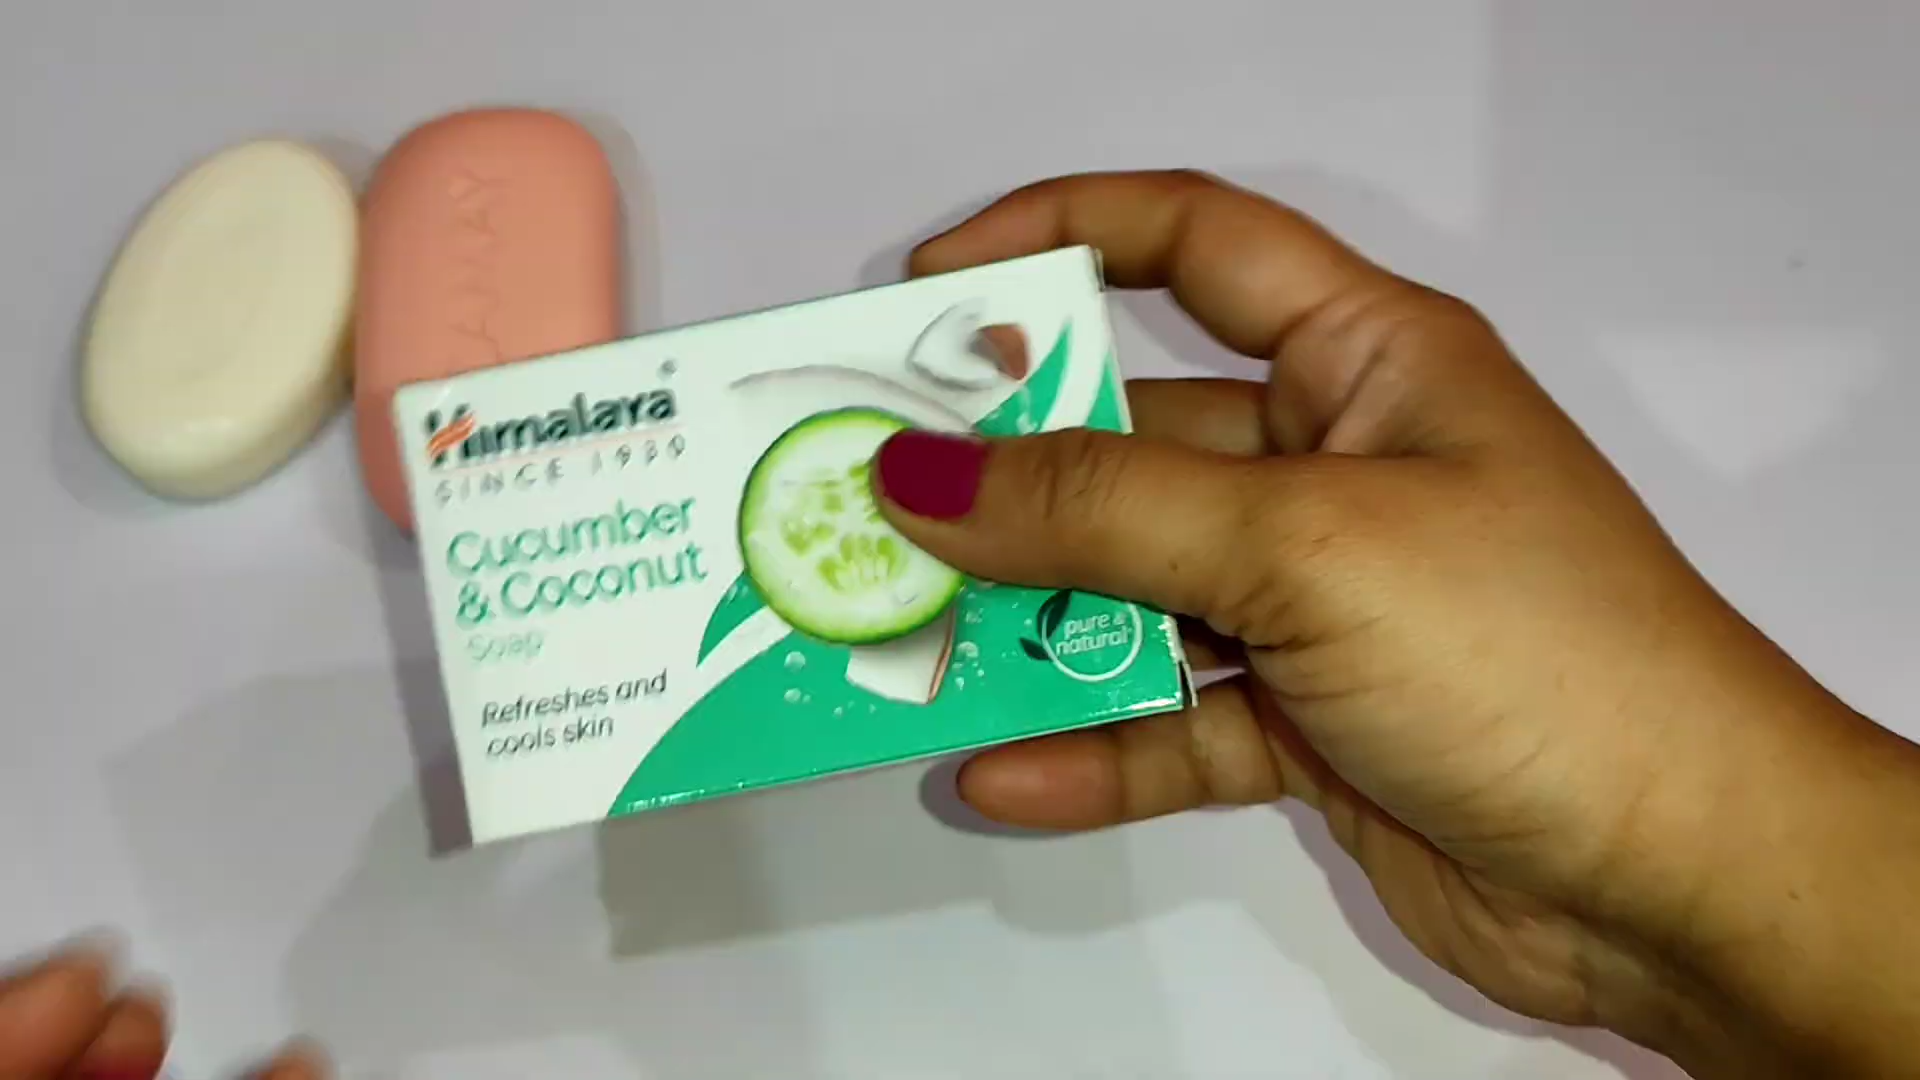 Himalaya
SINCE 1930
Cucumber
& Coconut
Soap
Refreshes and
cools skin
pure &
natural